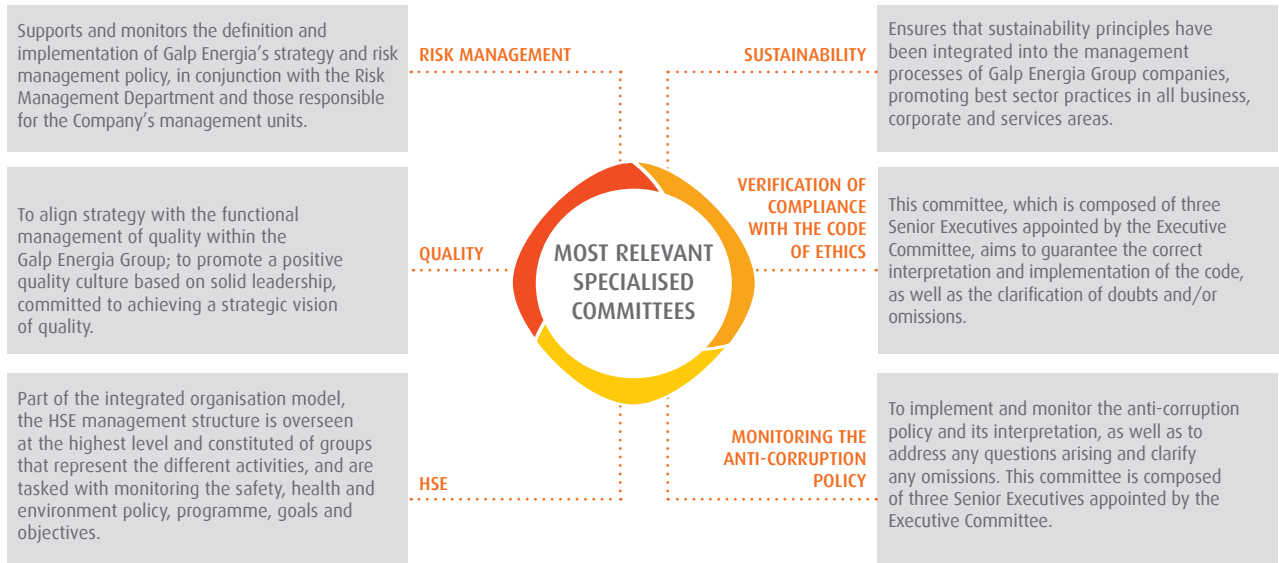 Supports and monitors the definition and
implementation of Galp Energia's strategy and risk
management policy, in conjunction with the Risk
Management Department and those responsible
for the Company's management units.
RISK MANAGEMENT
SUSTAINABILITY
Ensures that sustainability principles have
been integrated into the management
processes of Galp Energia Group companies,
promoting best sector practices in all business,
corporate and services areas.
To align strategy with the functional
management of quality within the
Galp Energia Group; to promote a positive
quality culture based on solid leadership,
committed to achieving a strategic vision
of quality.
QUALITY
MOST RELEVANT
SPECIALISED
COMMITTEES
VERIFICATION OF
COMPLIANCE
WITH THE CODE
OF ETHICS
This committee, which is composed of three
Senior Executives appointed by the Executive
Committee, aims to guarantee the correct
interpretation and implementation of the code,
as well as the clarification of doubts and/or
omissions.
Part of the integrated organisation model,
the HSE management structure is overseen
at the highest level and constituted of groups
that represent the different activities, and are
tasked with monitoring the safety, health and
environment policy, programme, goals and
objectives.
HSE
MONITORING THE
ANTI-CORRUPTION
POLICY
To implement and monitor the anti-corruption
policy and its interpretation, as well as to
address any questions arising and clarify
any omissions. This committee is composed
of three Senior Executives appointed by the
Executive Committee.